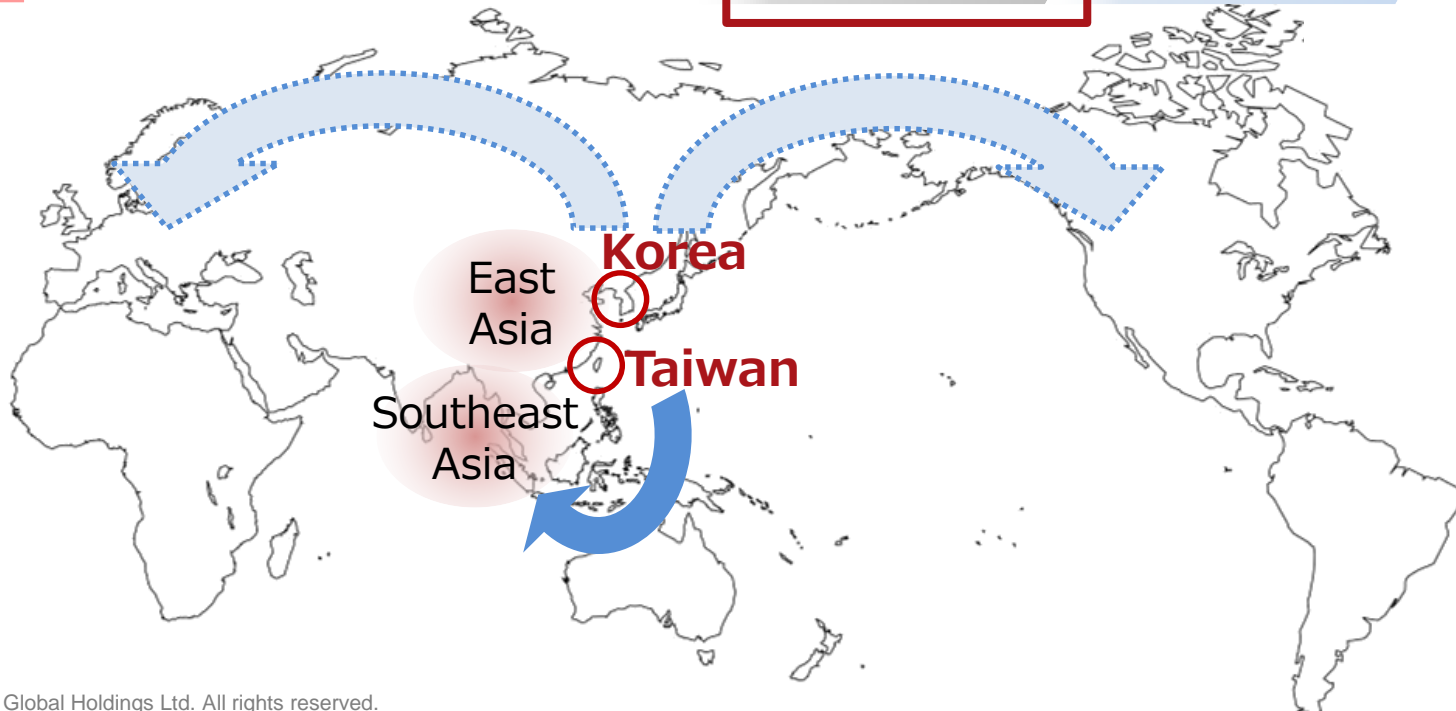 Korea
East
Asia
Taiwan
Southeast
Asia
Global Holdings Ltd. All rights reserved.